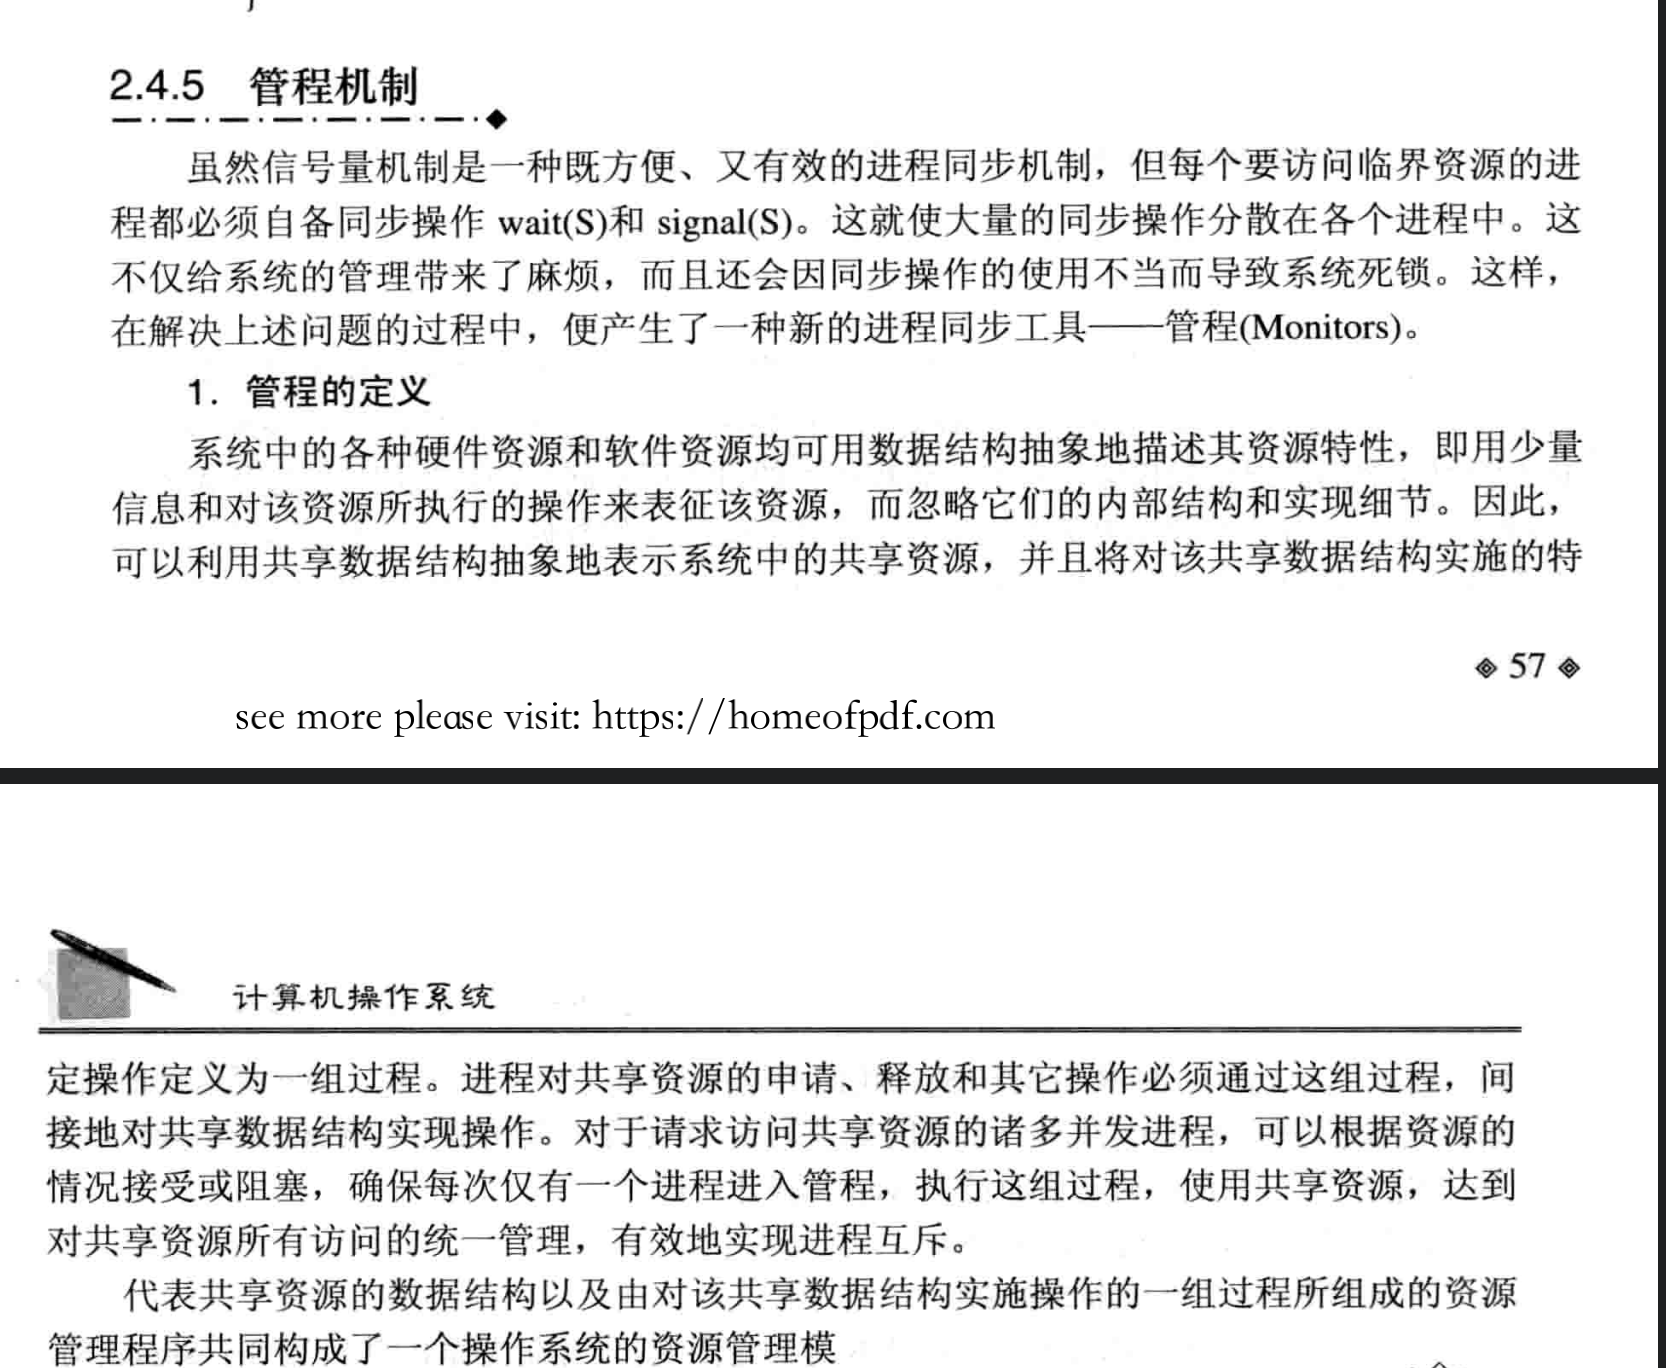 2.4.5 管程机制
虽然信号量机制是一种既方便、又有效的进程同步机制，但每个要访问临界资源的进
程都必须自备同步操作 wait(S)和 signal(S)。这就使大量的同步操作分散在各个进程中。这
不仅给系统的管理带来了麻烦，而且还会因同步操作的使用不当而导致系统死锁。这样，
在解决上述问题的过程中，便产生了一种新的进程同步工具——管程(Monitors)。
1. 管程的定义
系统中的各种硬件资源和软件资源均可用数据结构抽象地描述其资源特性，即用少量
信息和对该资源所执行的操作来表征该资源，而忽略它们的内部结构和实现细节。因此，
可以利用共享数据结构抽象地表示系统中的共享资源，并且将对该共享数据结构实施的特
57
see more please visit: https://homeofpdf.com
计算机操作系统
定操作定义为一组过程。进程对共享资源的申请、释放和其它操作必须通过这组过程，间
接地对共享数据结构实现操作。对于请求访问共享资源的诸多并发进程，可以根据资源的
情况接受或阻塞，确保每次仅有一个进程进入管程，执行这组过程，使用共享资源，达到
对共享资源所有访问的统一管理，有效地实现进程互斥。
代表共享资源的数据结构以及由对该共享数据结构实施操作的一组过程所组成的资源
管理程序共同构成了一个操作系统的资源管理模